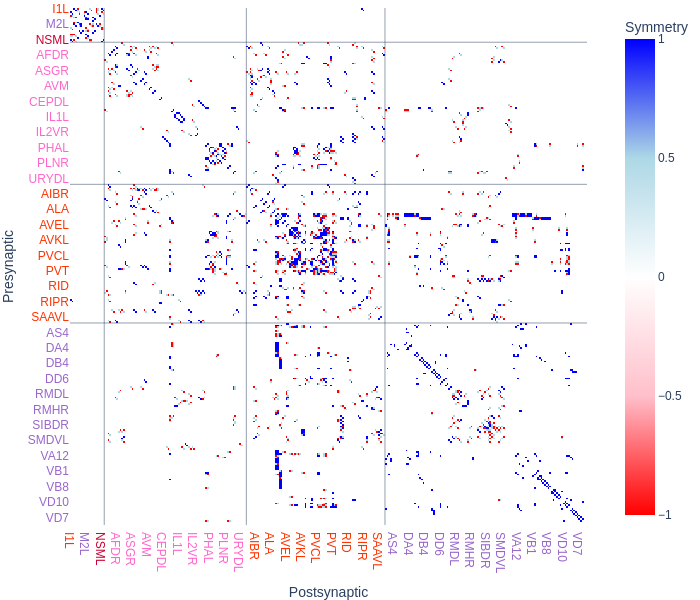 Symmetry
1
0.5
0
−0.5
−1
Presynaptic
I1L
M2L
NSML
AFDR
ASGR
AVM
CEPDL
IL1L
IL2VR
PHAL
PLNR
URYDL
AIBR
ALA
AVEL
AVKL
PVCL
PVT
RID
RIPR
SAAVL
AS4
DA4
DB4
DD6
RMDL
RMHR
SIBDR
SMDVL
VA12
VB1
VB8
VD10
VD7
I1L
M2L
NSML
AFDR
ASGR
AVM
CEPDL
IL1L
IL2VR
PHAL
PLNR
URYDL
AIBR
ALA
AVEL
AVKL
PVCL
PVT
RID
RIPR
SAAVL
AS4
DA4
DB4
DD6
RMDL
RMHR
SIBDR
SMDVL
VA12
VB1
VB8
VD10
VD7
Postsynaptic